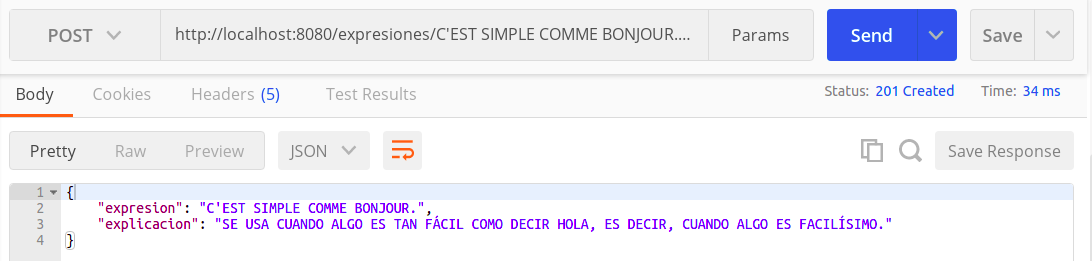 POST http://localhost:8080/expresiones/C'EST SIMPLE COMME BONJOUR.... Params Send Save
Body Cookies Headers (5) Test Results Status: 201 Created Time: 34 ms
Pretty Raw Preview JSON Save Response
1 {
2 "expresion": "C'EST SIMPLE COMME BONJOUR.",
3 "explicacion": "SE USA CUANDO ALGO ES TAN FÁCIL COMO DECIR HOLA, ES DECIR, CUANDO ALGO ES FACILÍSIMO."
4 }